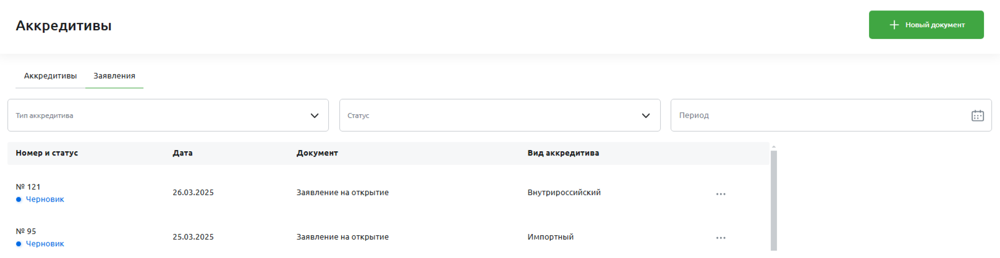 Аккредитивы
Новый документ
Аккредитивы Заявления
Тип аккредитива Статус Период
Номер и статус Дата Документ Вид аккредитива
№ 121
Черновик 26.03.2025 Заявление на открытие Внутрироссийский
№ 95
Черновик 25.03.2025 Заявление на открытие Импортный